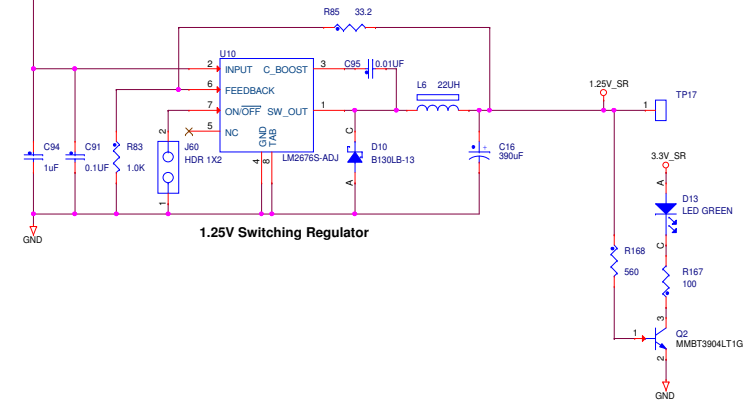 R85 33.2
U10
2 INPUT C_BOOST 3
C95 0.01UF
6 FEEDBACK
L6 22UH
1.25V_SR
7 ON/OFF SW_OUT 1
1 TP17
5 NC
GND
TAB
4
8
LM2676S-ADJ
C94
1uF
C91
0.1UF
R83
1.0K
2
J60
HDR 1X2
1
C
D10
B130LB-13
A
+
C16
390uF
3.3V_SR
A
D13
LED GREEN
C
GND
1.25V Switching Regulator
R168
560
R167
100
3
1
Q2
MMBT3904LT1G
2
GND